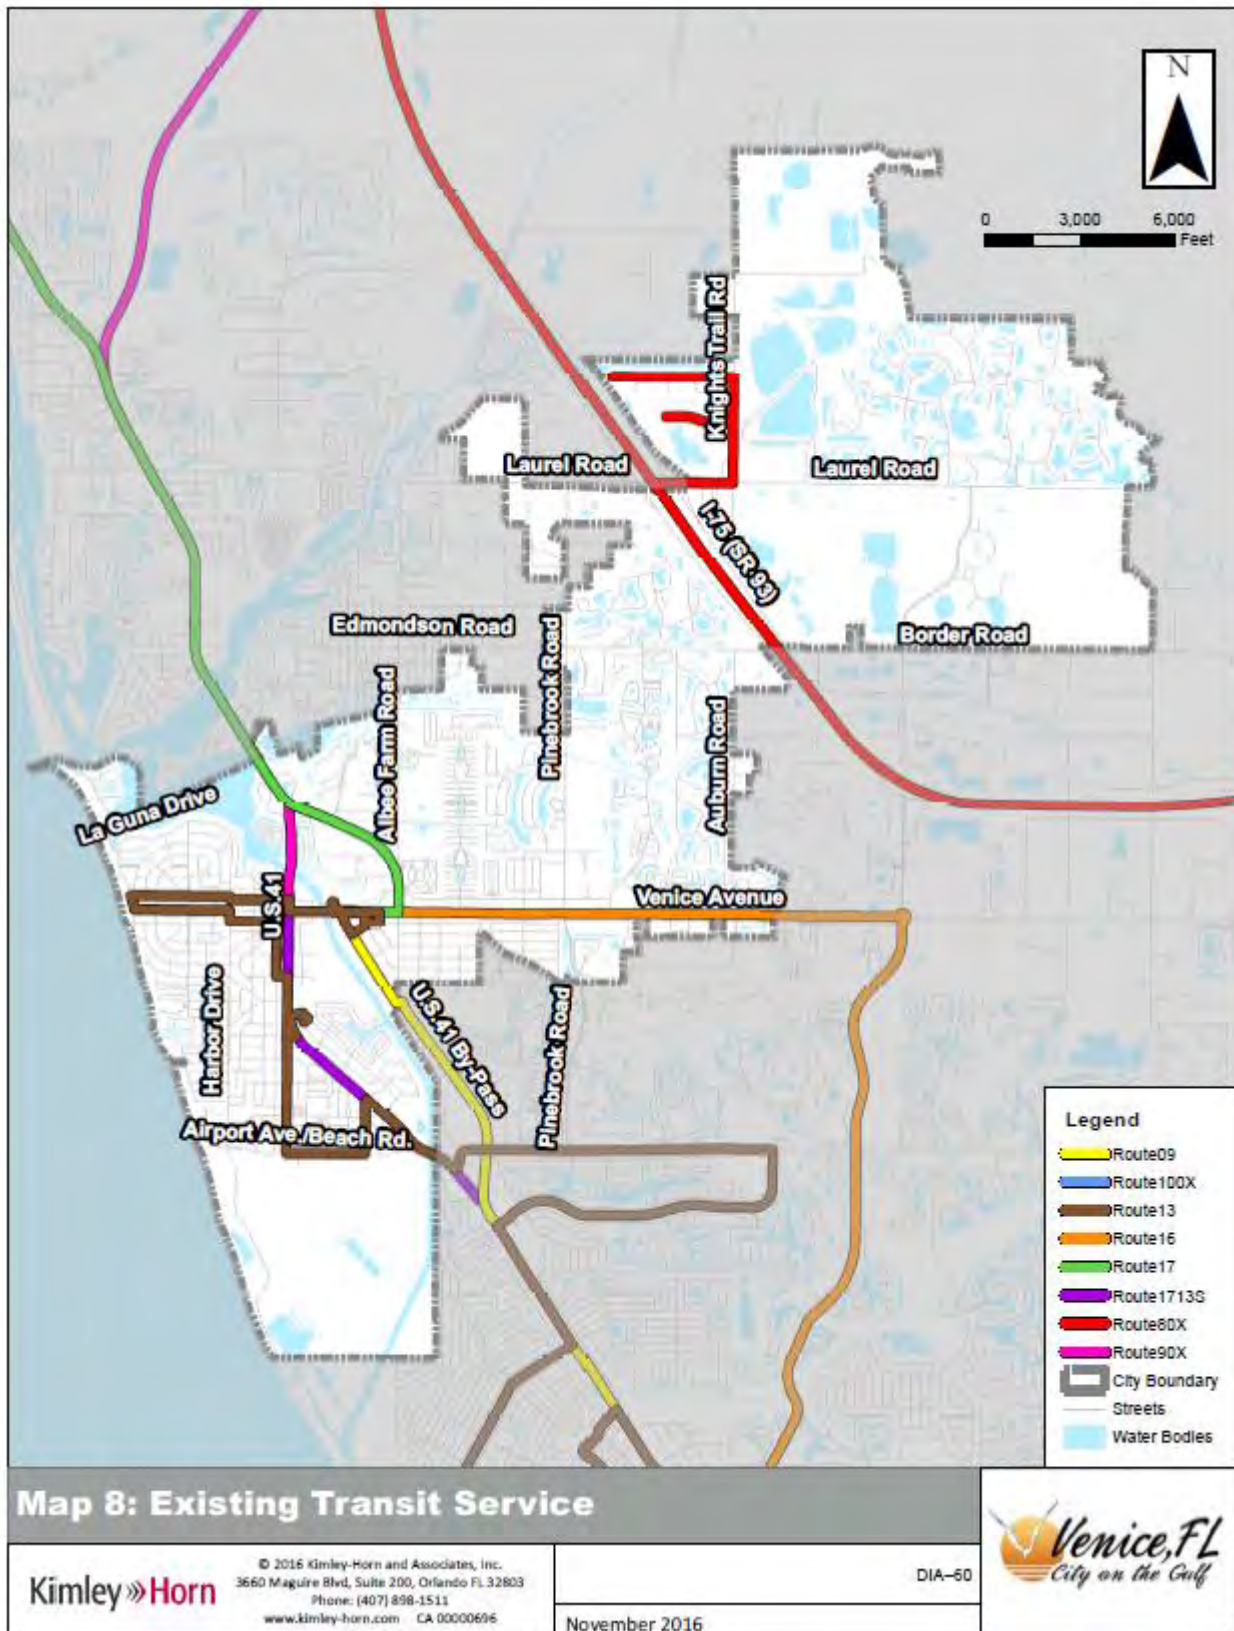 N
0 3,000 6,000
Feet
Knights Trail Rd
Laurel Road
Laurel Road
I-75 (SR 93)
Edmondson Road
Pinebrook Road
Border Road
Albee Farm Road
Auburn Road
La Guna Drive
U.S.41
Venice Avenue
Harbor Drive
U.S.41 By-Pass
Pinebrook Road
Airport Ave./Beach Rd.
Legend
Route09
Route100X
Route13
Route16
Route17
Route1713S
Route80X
Route90X
City Boundary
Streets
Water Bodies
Map 8: Existing Transit Service
Kimley»Horn
© 2016 Kimley-Horn and Associates, Inc.
3660 Maguire Blvd, Suite 200, Orlando FL 32803
Phone: (407) 898-1511
www.kimley-horn.com CA 00000696
DIA–60
November 2016
Venice, FL
City on the Gulf